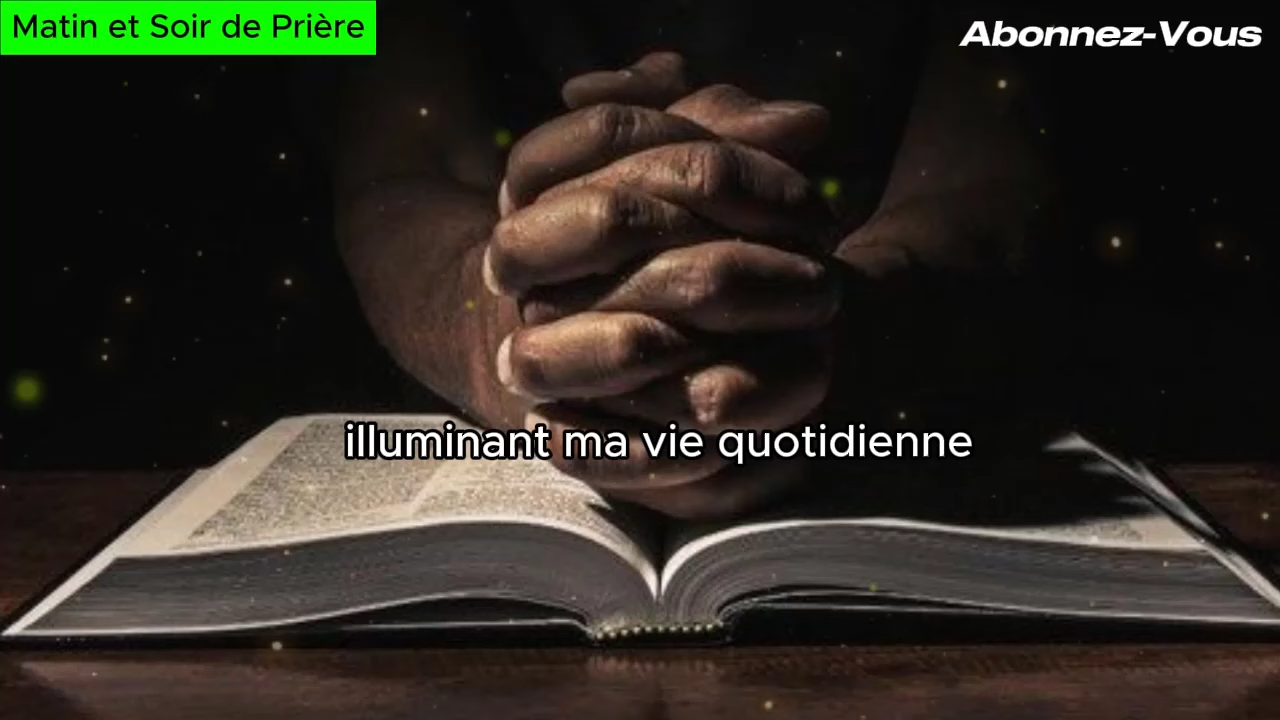 Matin et Soir de Prière
Abonnez-Vous
illuminant ma vie quotidienne